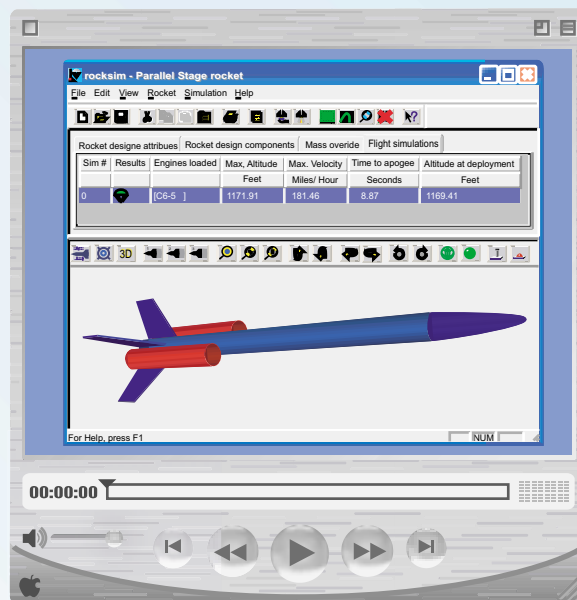 rocksim - Parallel Stage rocket
File Edit View Rocket Simulation Help
3D
Rocket designe attribues Rocket design components Mass overide Flight simulations
Sim # Results Engines loaded Max, Altitude Max. Velocity Time to apogee Altitude at deployment
Feet Miles/ Hour Seconds Feet
0 [C6-5 ] 1171.91 181.46 8.87 1169.41
For Help, press F1 NUM
00:00:00